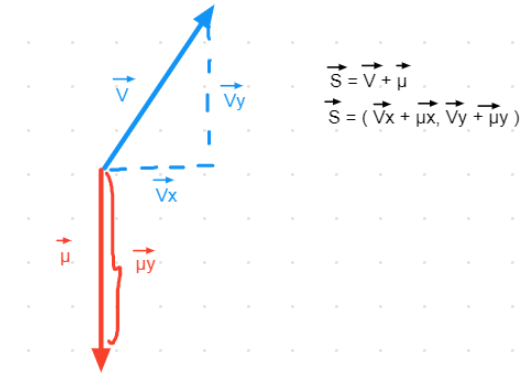 V
Vy
S = V + μ
S = ( Vx + μx, Vy + μy )
Vx
μ
μy